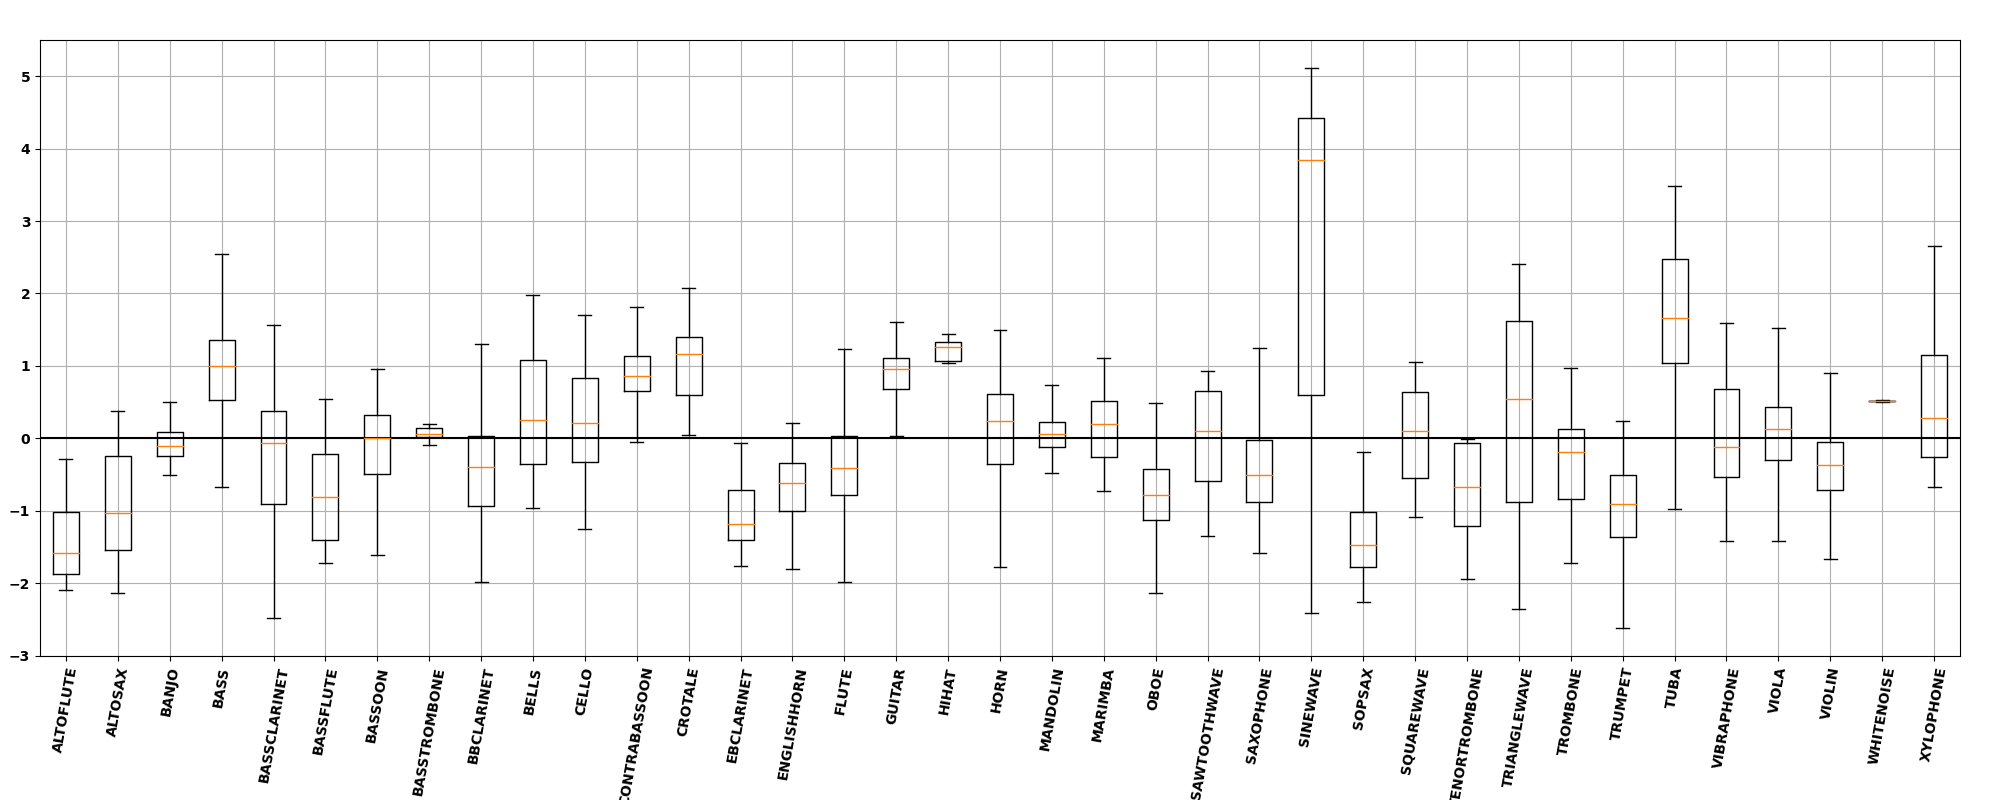 5
4
3
2
1
0
−1
−2
−3
ALTOFLUTE
ALTOSAX
BANJO
BASS
BASSCLARINET
BASSFLUTE
BASSOON
BASSTROMBONE
BBCLARINET
BELLS
CELLO
CONTRABASSOON
CROTALE
EBCLARINET
ENGLISHHORN
FLUTE
GUITAR
HIHAT
HORN
MANDOLIN
MARIMBA
OBOE
SAWTOOTHWAVE
SAXOPHONE
SINEWAVE
SOPSAX
SQUAREWAVE
TENORTROMBONE
TRIANGLEWAVE
TROMBONE
TRUMPET
TUBA
VIBRAPHONE
VIOLA
VIOLIN
WHITENOISE
XYLOPHONE